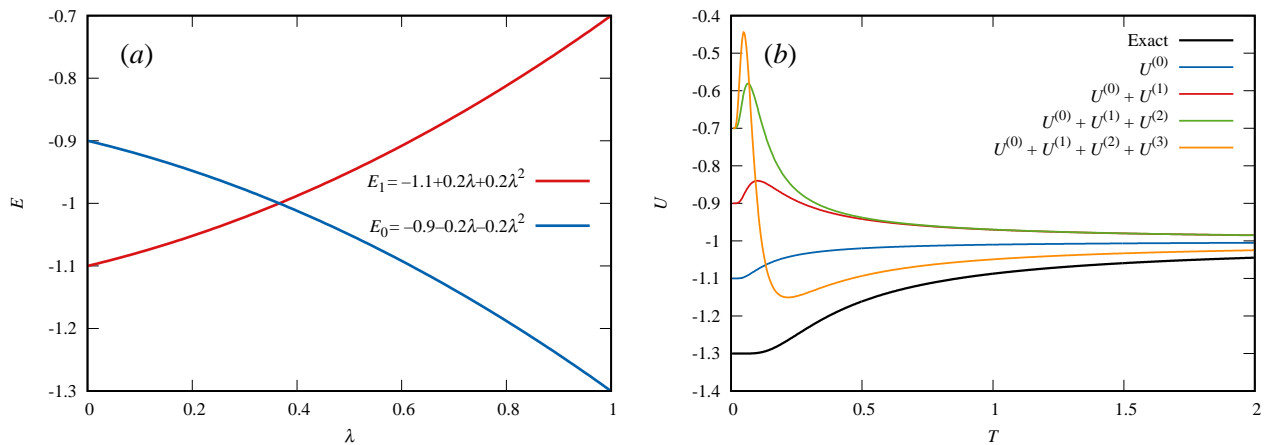 (a)
-0.7
-0.8
-0.9
-1
-1.1
-1.2
-1.3
E
0
0.2
0.4
0.6
0.8
1
λ
E₁ = −1.1+0.2λ+0.2λ²
E₀ = −0.9−0.2λ−0.2λ²
(b)
-0.4
-0.5
-0.6
-0.7
-0.8
-0.9
-1
-1.1
-1.2
-1.3
-1.4
U
0
0.5
1
1.5
2
T
Exact
U⁽⁰⁾
U⁽⁰⁾ + U⁽¹⁾
U⁽⁰⁾ + U⁽¹⁾ + U⁽²⁾
U⁽⁰⁾ + U⁽¹⁾ + U⁽²⁾ + U⁽³⁾